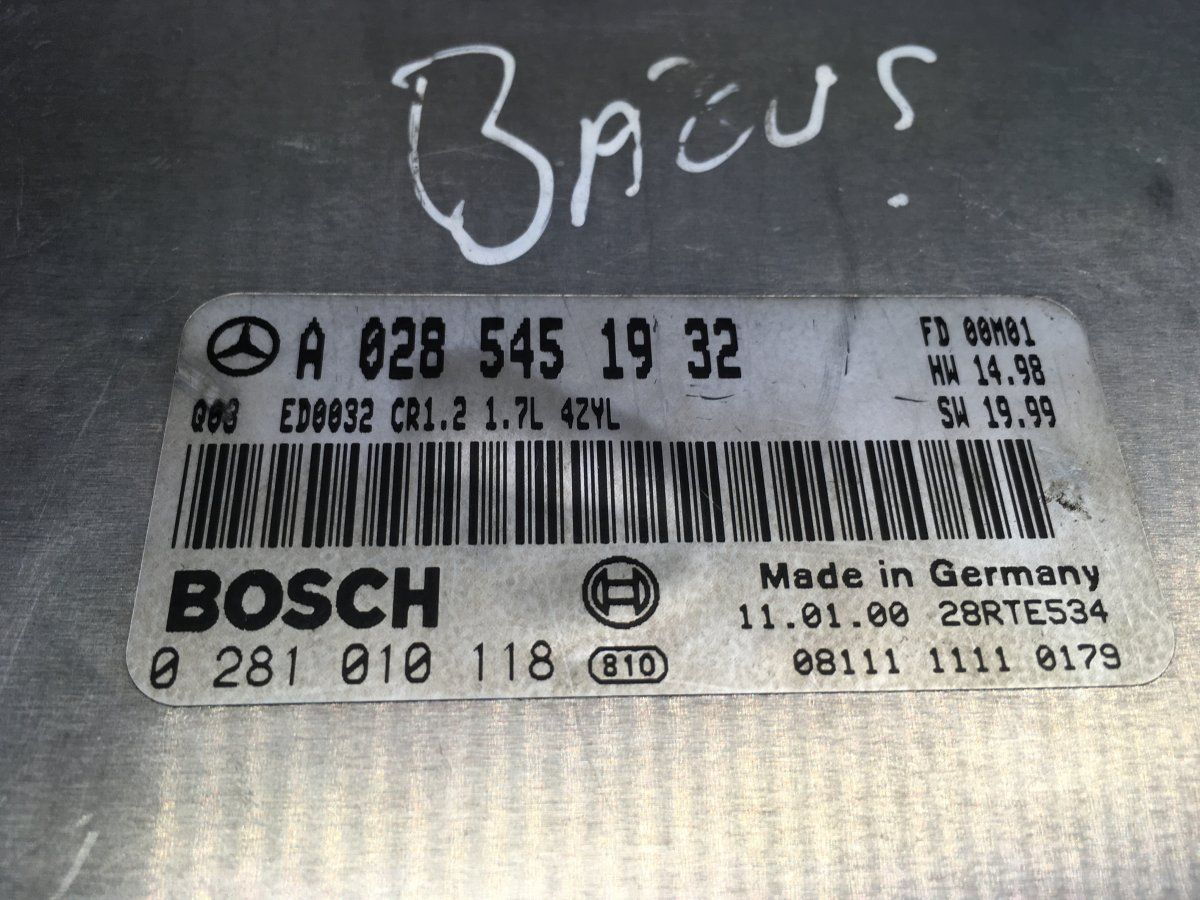 A 028 545 19 32
FD 00M01
HW 14.98
Q03 ED0032 CR1.2 1.7L 4ZYL
SW 19.99
BOSCH
Made in Germany
11.01.00 28RTE534
0 281 010 118 810
08111 1111 0179